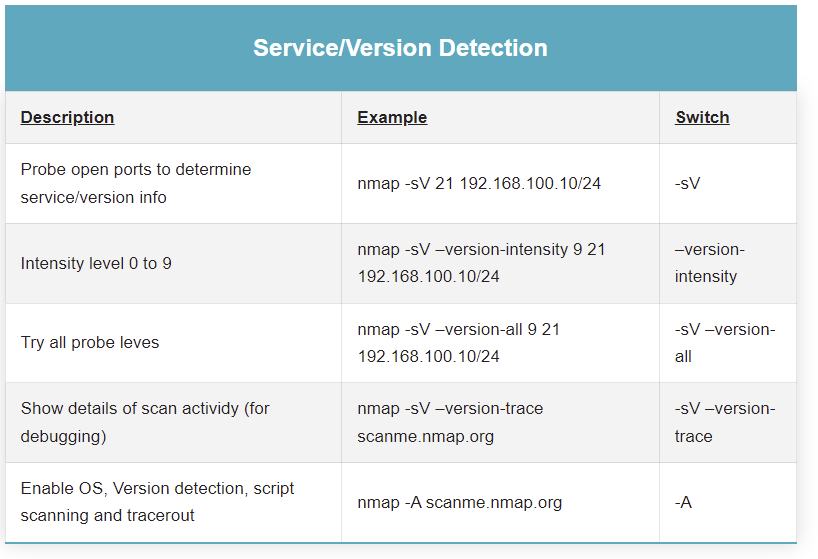 Service/Version Detection
Description Example Switch
Probe open ports to determine
service/version info
nmap -sV 21 192.168.100.10/24
-sV
Intensity level 0 to 9
nmap -sV –version-intensity 9 21
192.168.100.10/24
–version-
intensity
Try all probe leves
nmap -sV –version-all 9 21
192.168.100.10/24
-sV –version-
all
Show details of scan actividy (for
debugging)
nmap -sV –version-trace
scanme.nmap.org
-sV –version-
trace
Enable OS, Version detection, script
scanning and tracerout
nmap -A scanme.nmap.org
-A